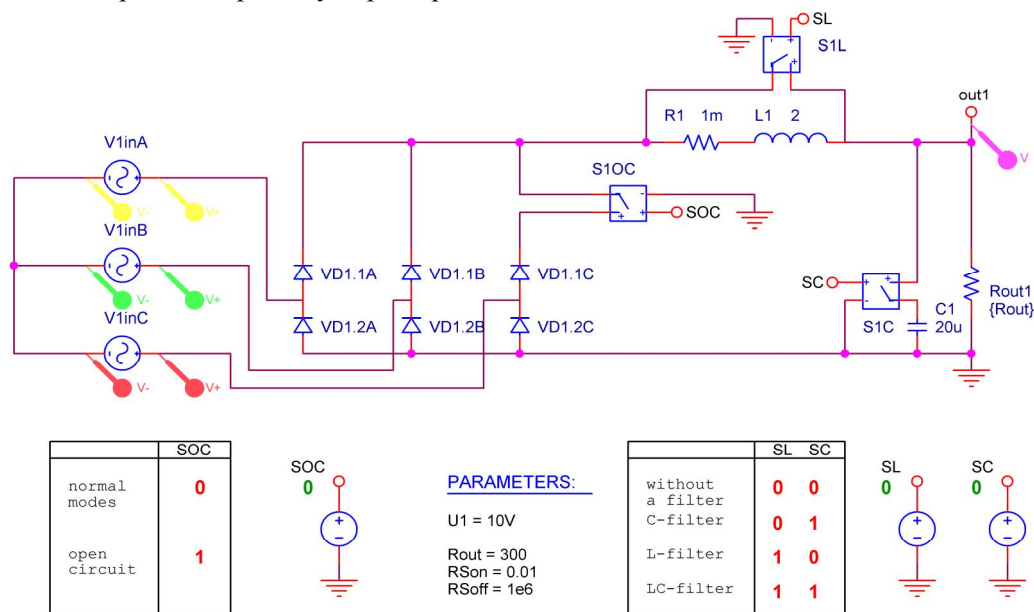 SL
S1L
out1
R1 1m L1 2
V
V1inA
S1OC
V- V+
SOC
V1inB
VD1.1A VD1.1B VD1.1C
SC
V- V+
Rout1
{Rout}
V1inC
VD1.2A VD1.2B VD1.2C
S1C
C1
20u
V- V+
SOC
normal modes 0
open circuit 1
SOC
0
PARAMETERS:
U1 = 10V
Rout = 300
RSon = 0.01
RSoff = 1e6
SL SC
without a filter 0 0
C-filter 0 1
L-filter 1 0
LC-filter 1 1
SL
0
SC
0